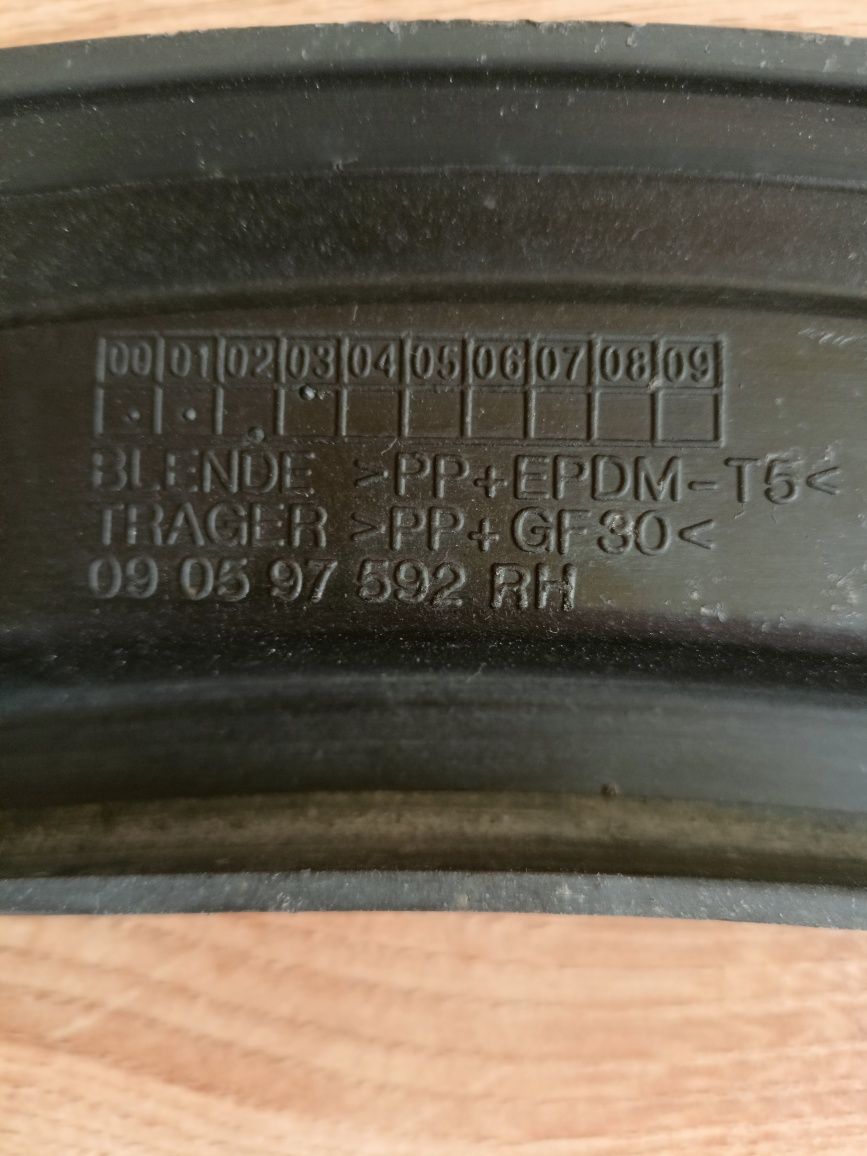 00 01 02 03 04 05 06 07 08 09
BLENDE >PP+EPDM-T5<
TRAGER >PP+GF30<
09 05 97 592 RH